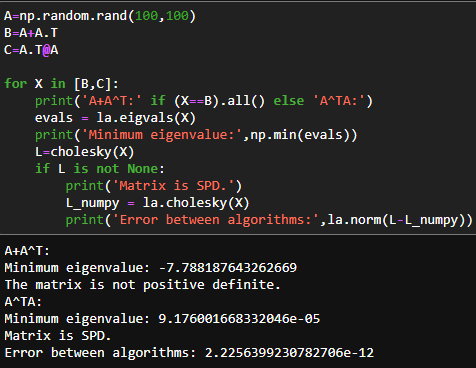 A=np.random.rand(100,100)
B=A+A.T
C=A.T@A
for X in [B,C]:
    print('A+A^T:' if (X==B).all() else 'A^TA:')
    evals = la.eigvals(X)
    print('Minimum eigenvalue:',np.min(evals))
    L=cholesky(X)
    if L is not None:
        print('Matrix is SPD.')
        L_numpy = la.cholesky(X)
        print('Error between algorithms:',la.norm(L-L_numpy))
A+A^T:
Minimum eigenvalue: -7.788187643262669
The matrix is not positive definite.
A^TA:
Minimum eigenvalue: 9.176001668332046e-05
Matrix is SPD.
Error between algorithms: 2.2256399230782706e-12